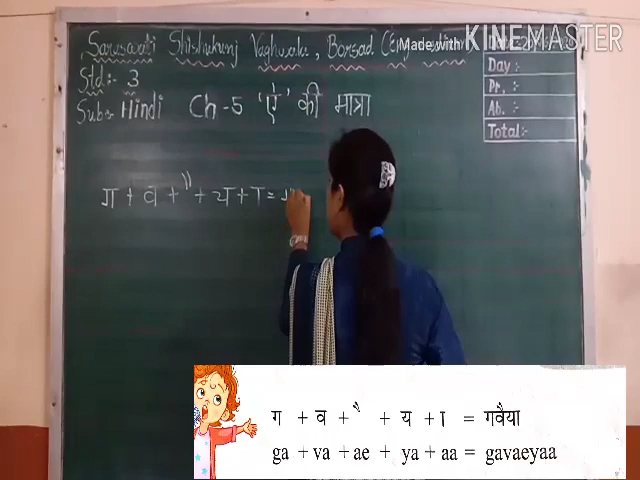 Saraswati Shishukunj Vaghwala, Borsad
Made with KINEMASTER
Std:- 3
Day :-
Sub:- Hindi Ch-5 'ऐ' की मात्रा
Pr. :-
Ab. :-
Total:-
ग + व + ै + य + ा =
ग + व + ै + य + ा = गवैया
ga + va + ae + ya + aa = gavaeyaa